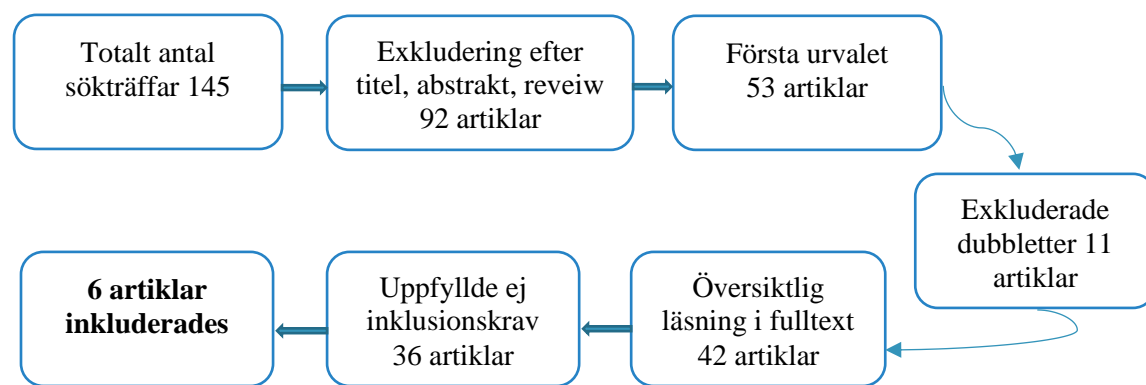 Totalt antal
sökträffar 145
Exkludering efter
titel, abstrakt, reveiw
92 artiklar
Första urvalet
53 artiklar
Exkluderade
dubbletter 11
artiklar
Översiktlig
läsning i fulltext
42 artiklar
Uppfyllde ej
inklusionskrav
36 artiklar
6 artiklar
inkluderades